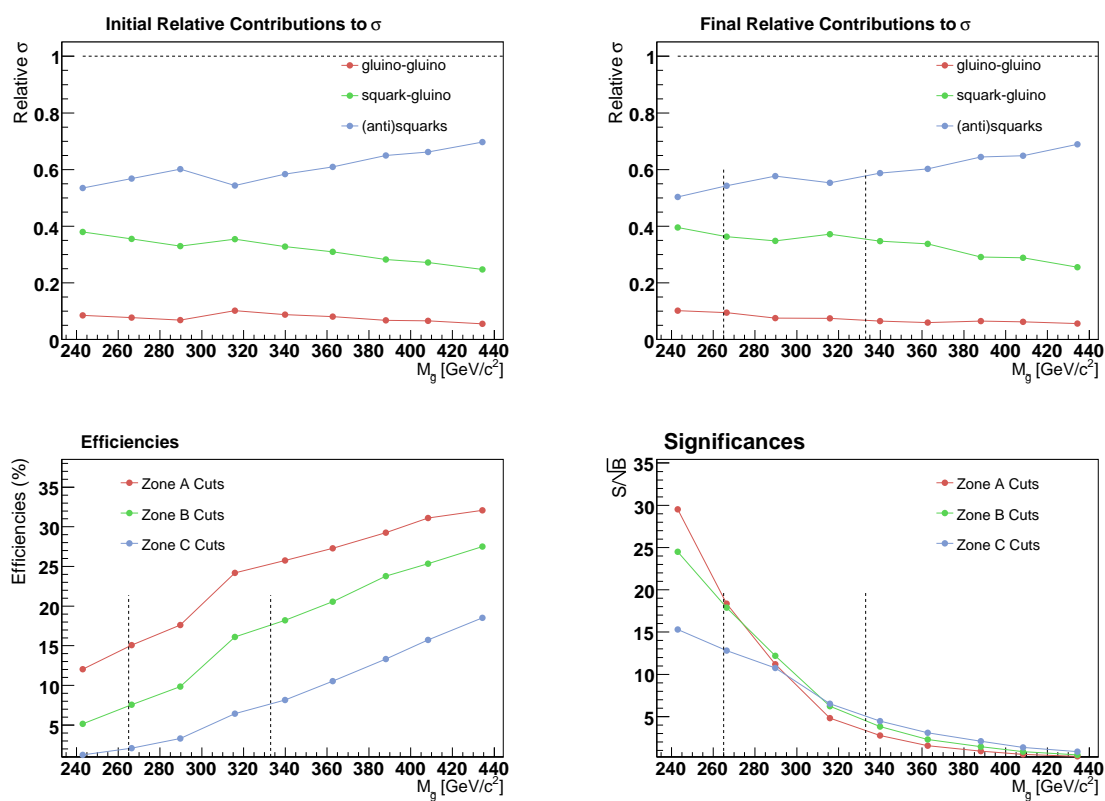 Initial Relative Contributions to σ
Relative σ
1
0.8
0.6
0.4
0.2
0
gluino-gluino
squark-gluino
(anti)squarks
240 260 280 300 320 340 360 380 400 420 440
M_g̃ [GeV/c²]
Final Relative Contributions to σ
Relative σ
1
0.8
0.6
0.4
0.2
0
gluino-gluino
squark-gluino
(anti)squarks
240 260 280 300 320 340 360 380 400 420 440
M_g̃ [GeV/c²]
Efficiencies
Efficiencies (%)
35
30
25
20
15
10
5
Zone A Cuts
Zone B Cuts
Zone C Cuts
240 260 280 300 320 340 360 380 400 420 440
M_g̃ [GeV/c²]
Significances
S/√B
35
30
25
20
15
10
5
Zone A Cuts
Zone B Cuts
Zone C Cuts
240 260 280 300 320 340 360 380 400 420 440
M_g̃ [GeV/c²]